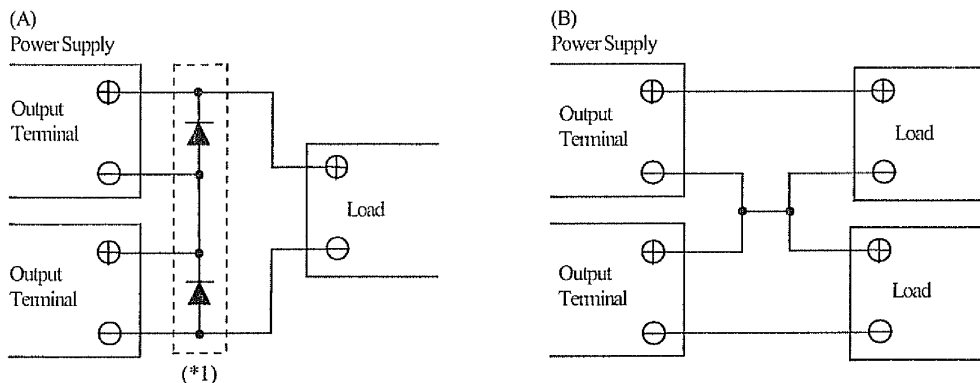 (A)
Power Supply
Output
Terminal
Load
Output
Terminal
(*1)
(B)
Power Supply
Output
Terminal
Load
Output
Terminal
Load